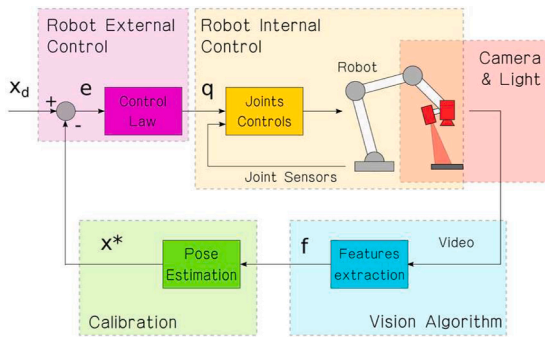 Robot External
Control
Robot Internal
Control
Camera
& Light
Robot
x_d
+
-
e
Control
Law
q
Joints
Controls
Joint Sensors
x*
Pose
Estimation
f
Features
extraction
Video
Calibration
Vision Algorithm